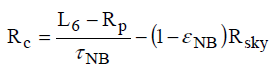 R_c = (L_6 − R_p) / τ_NB − (1−ε_NB)R_sky